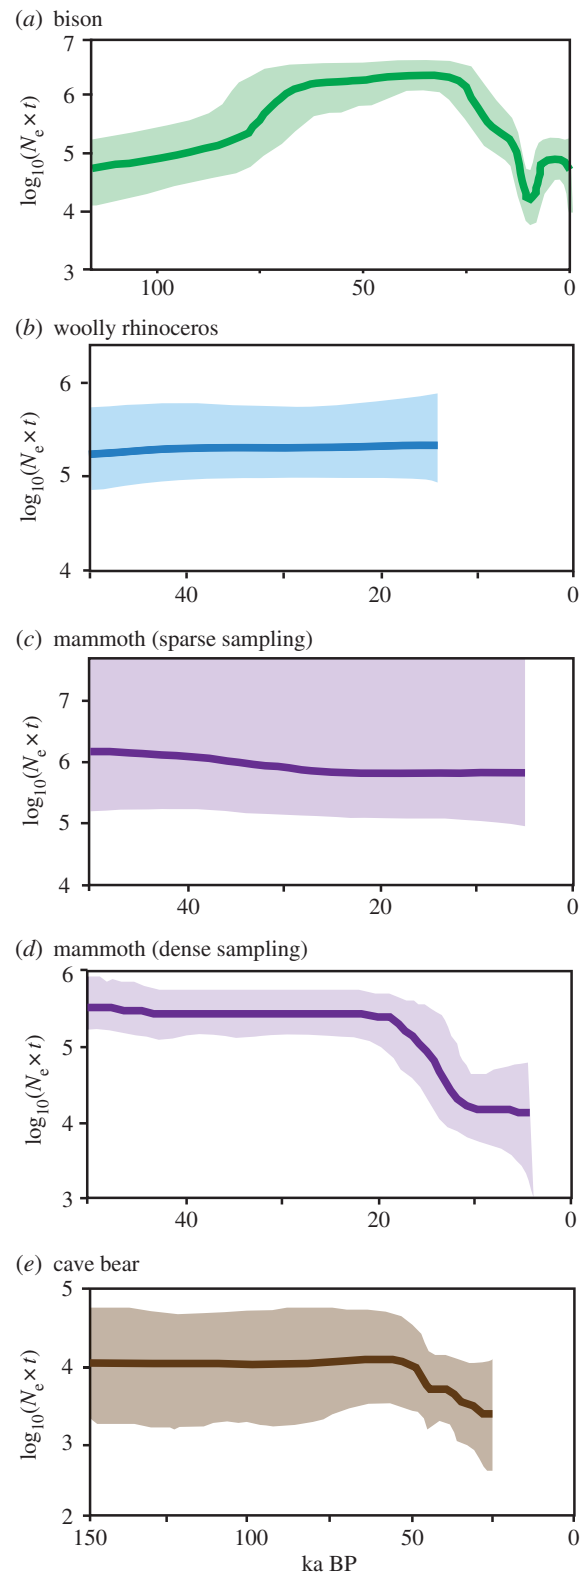 (a) bison
7
6
5
4
3
log10(Ne × t)
100 50 0
(b) woolly rhinoceros
6
5
4
log10(Ne × t)
40 20 0
(c) mammoth (sparse sampling)
7
6
5
4
log10(Ne × t)
40 20 0
(d) mammoth (dense sampling)
6
5
4
3
log10(Ne × t)
40 20 0
(e) cave bear
5
4
3
2
log10(Ne × t)
150 100 50 0
ka BP